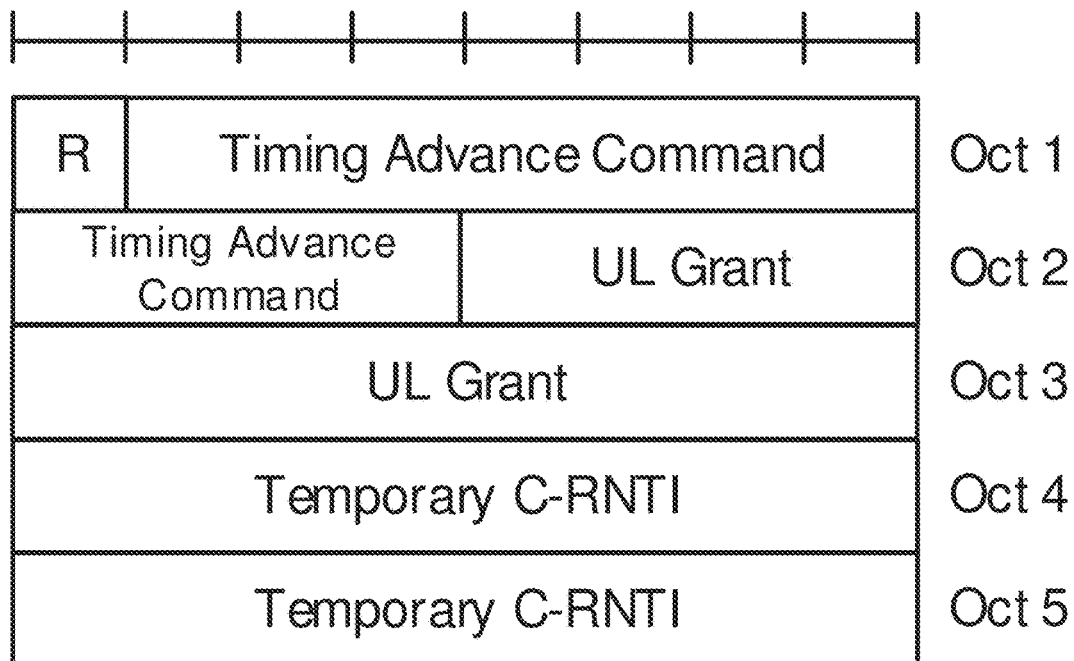 R Timing Advance Command Oct 1
Timing Advance
Command
UL Grant Oct 2
UL Grant Oct 3
Temporary C-RNTI Oct 4
Temporary C-RNTI Oct 5